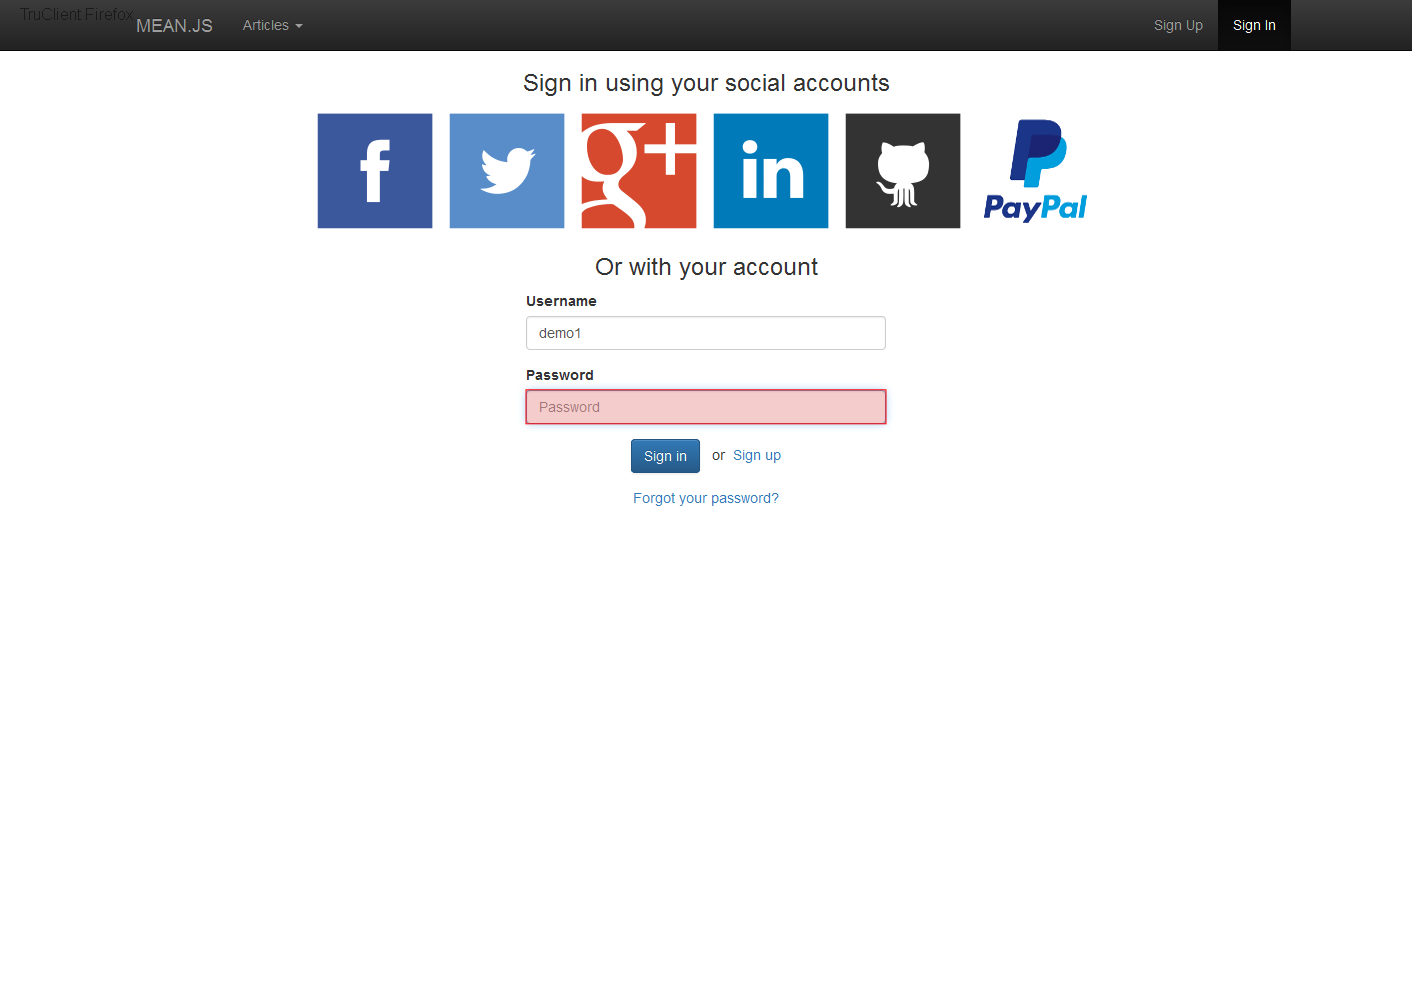 TruClient Firefox
MEAN.JS Articles Sign Up Sign In
Sign in using your social accounts
f g+ in PayPal
Or with your account
Username
demo1
Password
Password
Sign in or Sign up
Forgot your password?